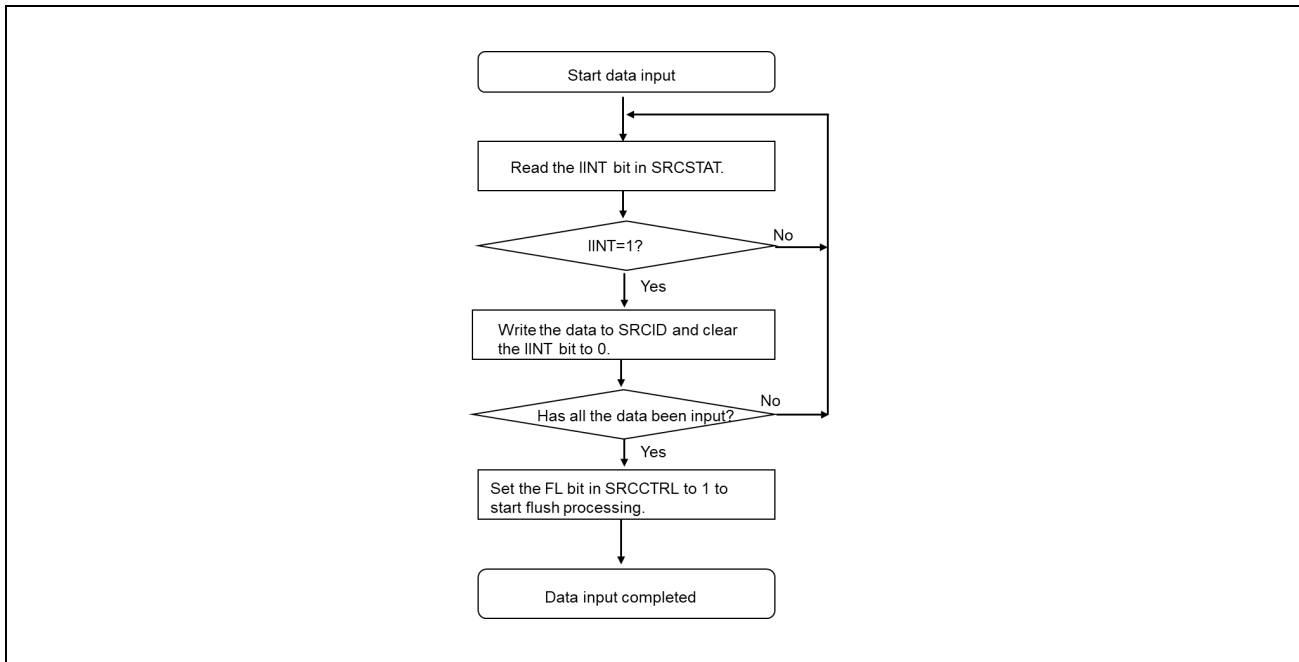 Start data input
Read the IINT bit in SRCSTAT.
IINT=1?
No
Yes
Write the data to SRCID and clear
the IINT bit to 0.
Has all the data been input?
No
Yes
Set the FL bit in SRCCTRL to 1 to
start flush processing.
Data input completed